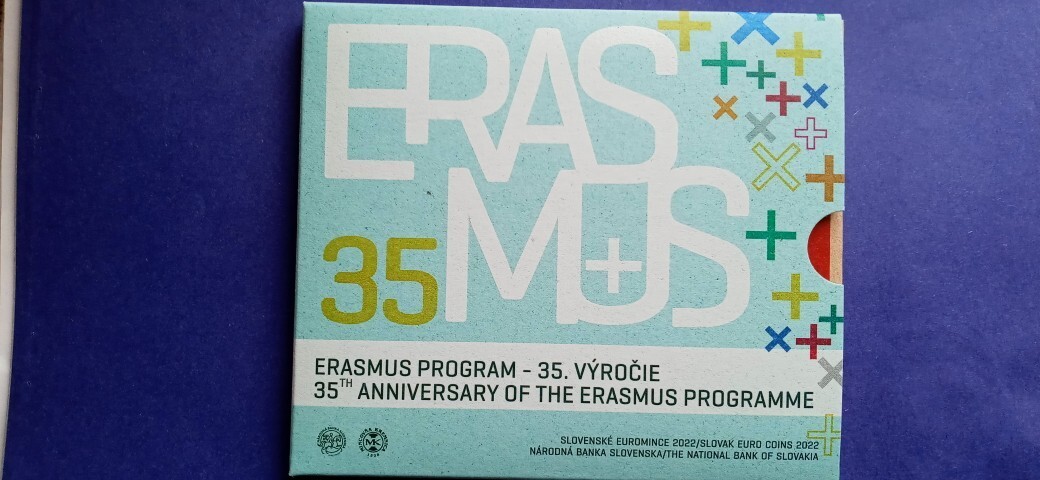 ERAS
MUS
+
35
ERASMUS PROGRAM – 35. VÝROČIE
35TH ANNIVERSARY OF THE ERASMUS PROGRAMME
MK
SLOVENSKÉ EUROMINCE 2022/SLOVAK EURO COINS 2022
NÁRODNÁ BANKA SLOVENSKA/THE NATIONAL BANK OF SLOVAKIA